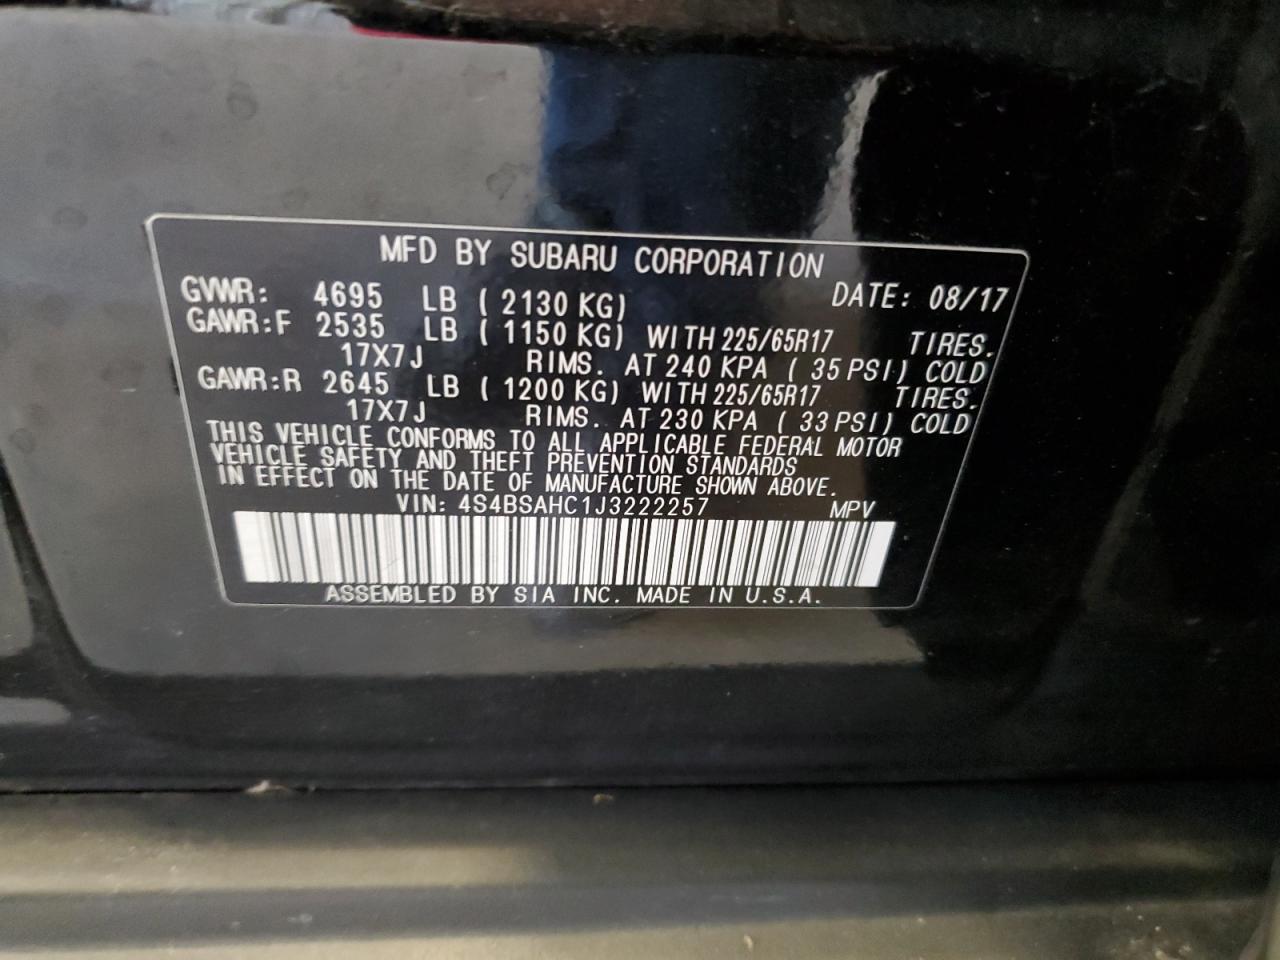 MFD BY SUBARU CORPORATION
GVWR: 4695 LB ( 2130 KG) DATE: 08/17
GAWR:F 2535 LB ( 1150 KG) WITH 225/65R17 TIRES.
17X7J RIMS. AT 240 KPA ( 35 PSI) COLD
GAWR:R 2645 LB ( 1200 KG) WITH 225/65R17 TIRES.
17X7J RIMS. AT 230 KPA ( 33 PSI) COLD
THIS VEHICLE CONFORMS TO ALL APPLICABLE FEDERAL MOTOR
VEHICLE SAFETY AND THEFT PREVENTION STANDARDS
IN EFFECT ON THE DATE OF MANUFACTURE SHOWN ABOVE.
VIN: 4S4BSAHC1J3222257 MPV
ASSEMBLED BY SIA INC. MADE IN U.S.A.